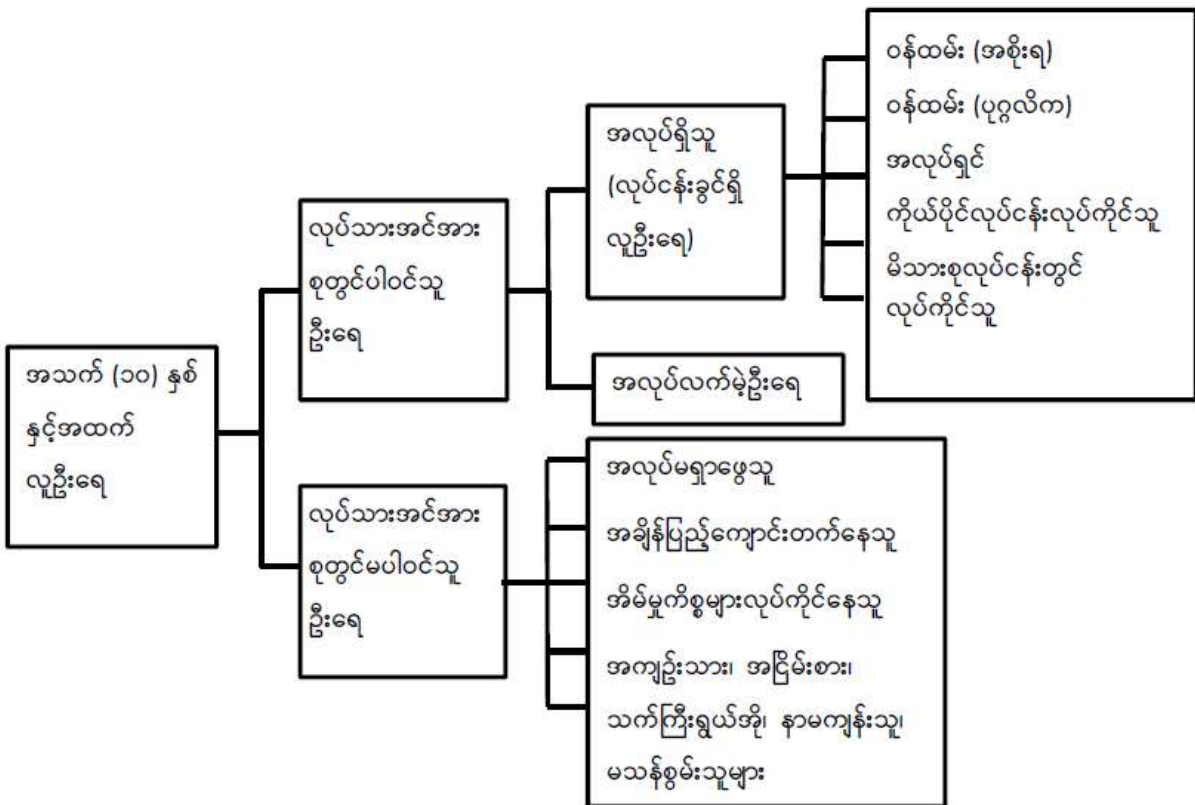 အသက် (၁၀) နှစ်
နှင့်အထက်
လူဦးရေ
လုပ်သားအင်အား
စုတွင်ပါဝင်သူ
ဦးရေ
အလုပ်ရှိသူ
(လုပ်ငန်းခွင်ရှိ
လူဦးရေ)
ဝန်ထမ်း (အစိုးရ)
ဝန်ထမ်း (ပုဂ္ဂလိက)
အလုပ်ရှင်
ကိုယ်ပိုင်လုပ်ငန်းလုပ်ကိုင်သူ
မိသားစုလုပ်ငန်းတွင်
လုပ်ကိုင်သူ
အလုပ်လက်မဲ့ဦးရေ
လုပ်သားအင်အား
စုတွင်မပါဝင်သူ
ဦးရေ
အလုပ်မရှာဖွေသူ
အချိန်ပြည့်ကျောင်းတက်နေသူ
အိမ်မှုကိစ္စများလုပ်ကိုင်နေသူ
အကျဉ်းသား၊ အငြိမ်းစား၊
သက်ကြီးရွယ်အို၊ နာမကျန်းသူ၊
မသန်စွမ်းသူများ